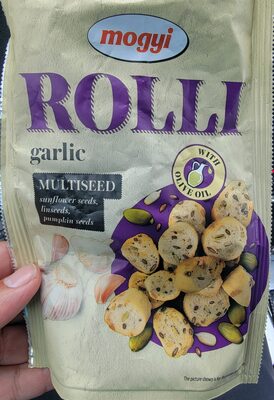 mogyi
ROLLI
garlic
WITH
OLIVE OIL
MULTISEED
sunflower seeds,
linseeds,
pumpkin seeds